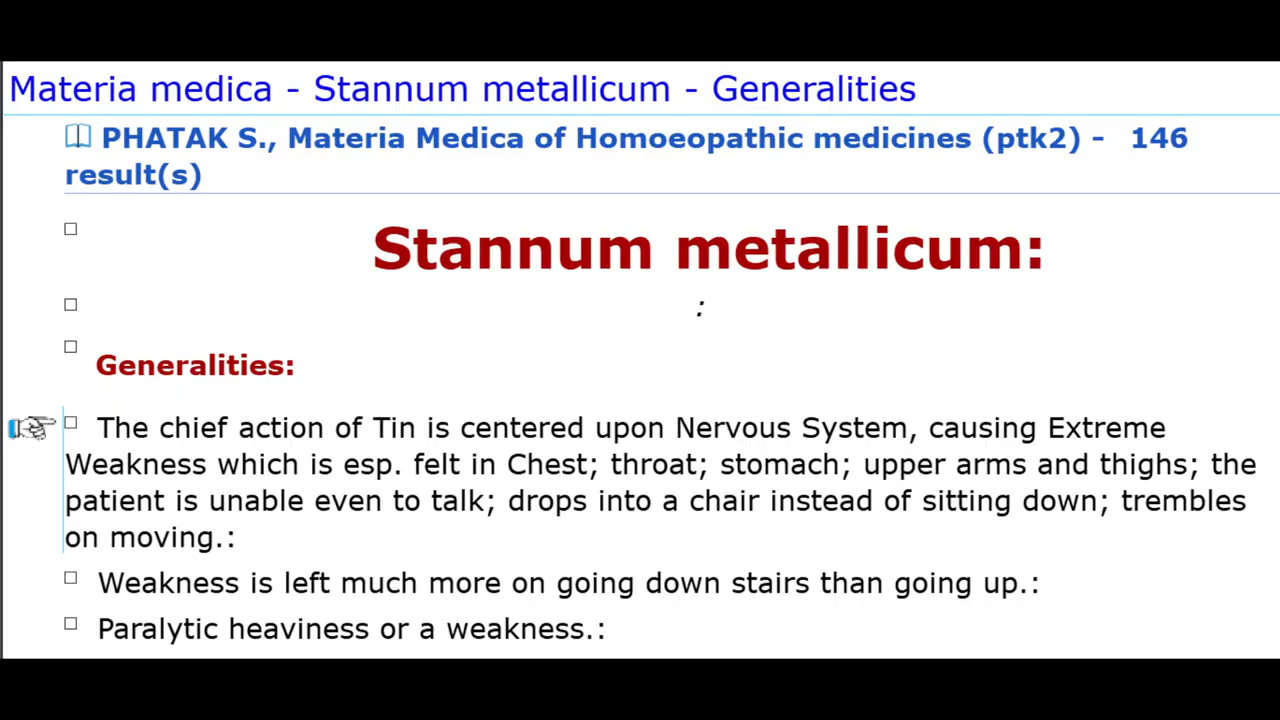 Materia medica - Stannum metallicum - Generalities
PHATAK S., Materia Medica of Homoeopathic medicines (ptk2) - 146
result(s)
Stannum metallicum:
:
Generalities:
The chief action of Tin is centered upon Nervous System, causing Extreme
Weakness which is esp. felt in Chest; throat; stomach; upper arms and thighs; the
patient is unable even to talk; drops into a chair instead of sitting down; trembles
on moving.:
Weakness is left much more on going down stairs than going up.:
Paralytic heaviness or a weakness.: